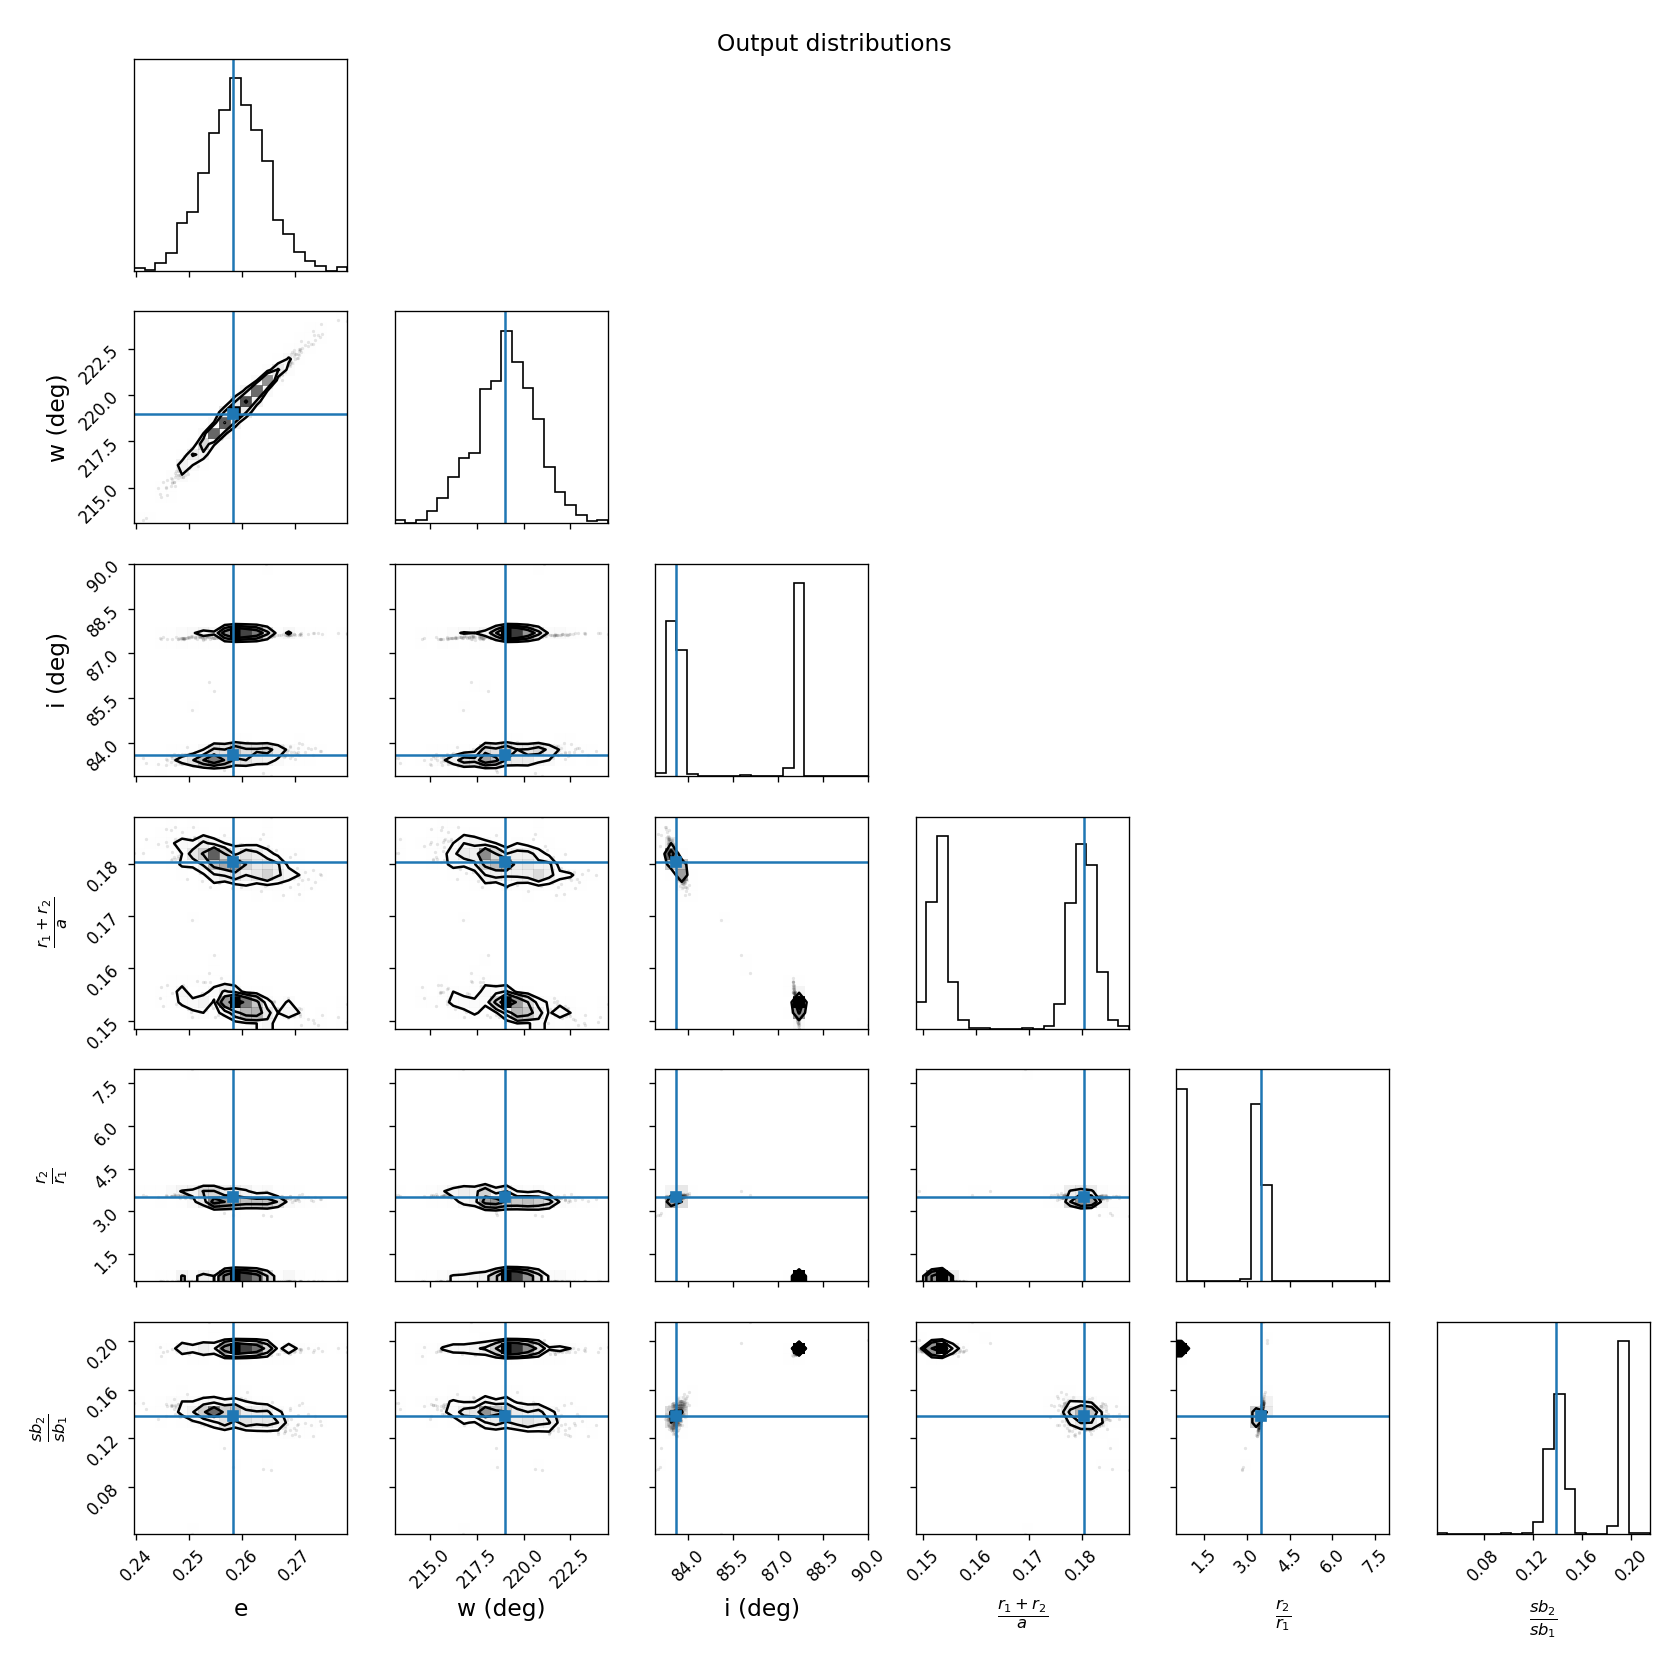 Output distributions
w (deg)
222.5
220.0
217.5
215.0
i (deg)
90.0
88.5
87.0
85.5
84.0
r₁ + r₂
a
0.18
0.17
0.16
0.15
r₂
r₁
7.5
6.0
4.5
3.0
1.5
sb₂
sb₁
0.20
0.16
0.12
0.08
0.24 0.25 0.26 0.27 215.0 217.5 220.0 222.5 84.0 85.5 87.0 88.5 90.0 0.15 0.16 0.17 0.18 1.5 3.0 4.5 6.0 7.5 0.08 0.12 0.16 0.20
e w (deg) i (deg)
r₁ + r₂
a
r₂
r₁
sb₂
sb₁